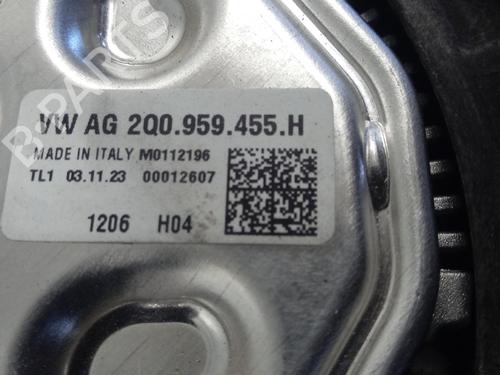 VW AG 2Q0.959.455.H
MADE IN ITALY M0112196
TL1 03.11.23 00012607
1206 H04